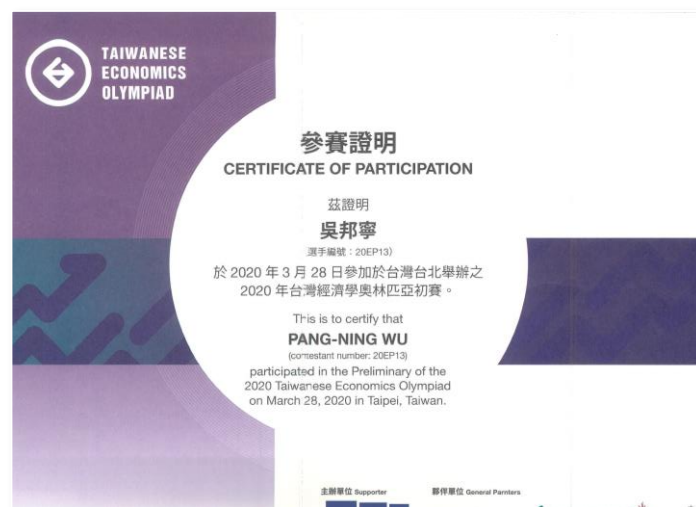 TAIWANESE
ECONOMICS
OLYMPIAD
參賽證明
CERTIFICATE OF PARTICIPATION
茲證明
吳邦寧
(選手編號：20EP13)
於 2020 年 3 月 28 日參加於台灣台北舉辦之
2020 年台灣經濟學奧林匹亞初賽。
This is to certify that
PANG-NING WU
(contestant number: 20EP13)
participated in the Preliminary of the
2020 Taiwanese Economics Olympiad
on March 28, 2020 in Taipei, Taiwan.
主辦單位 Supporter 夥伴單位 General Parnters